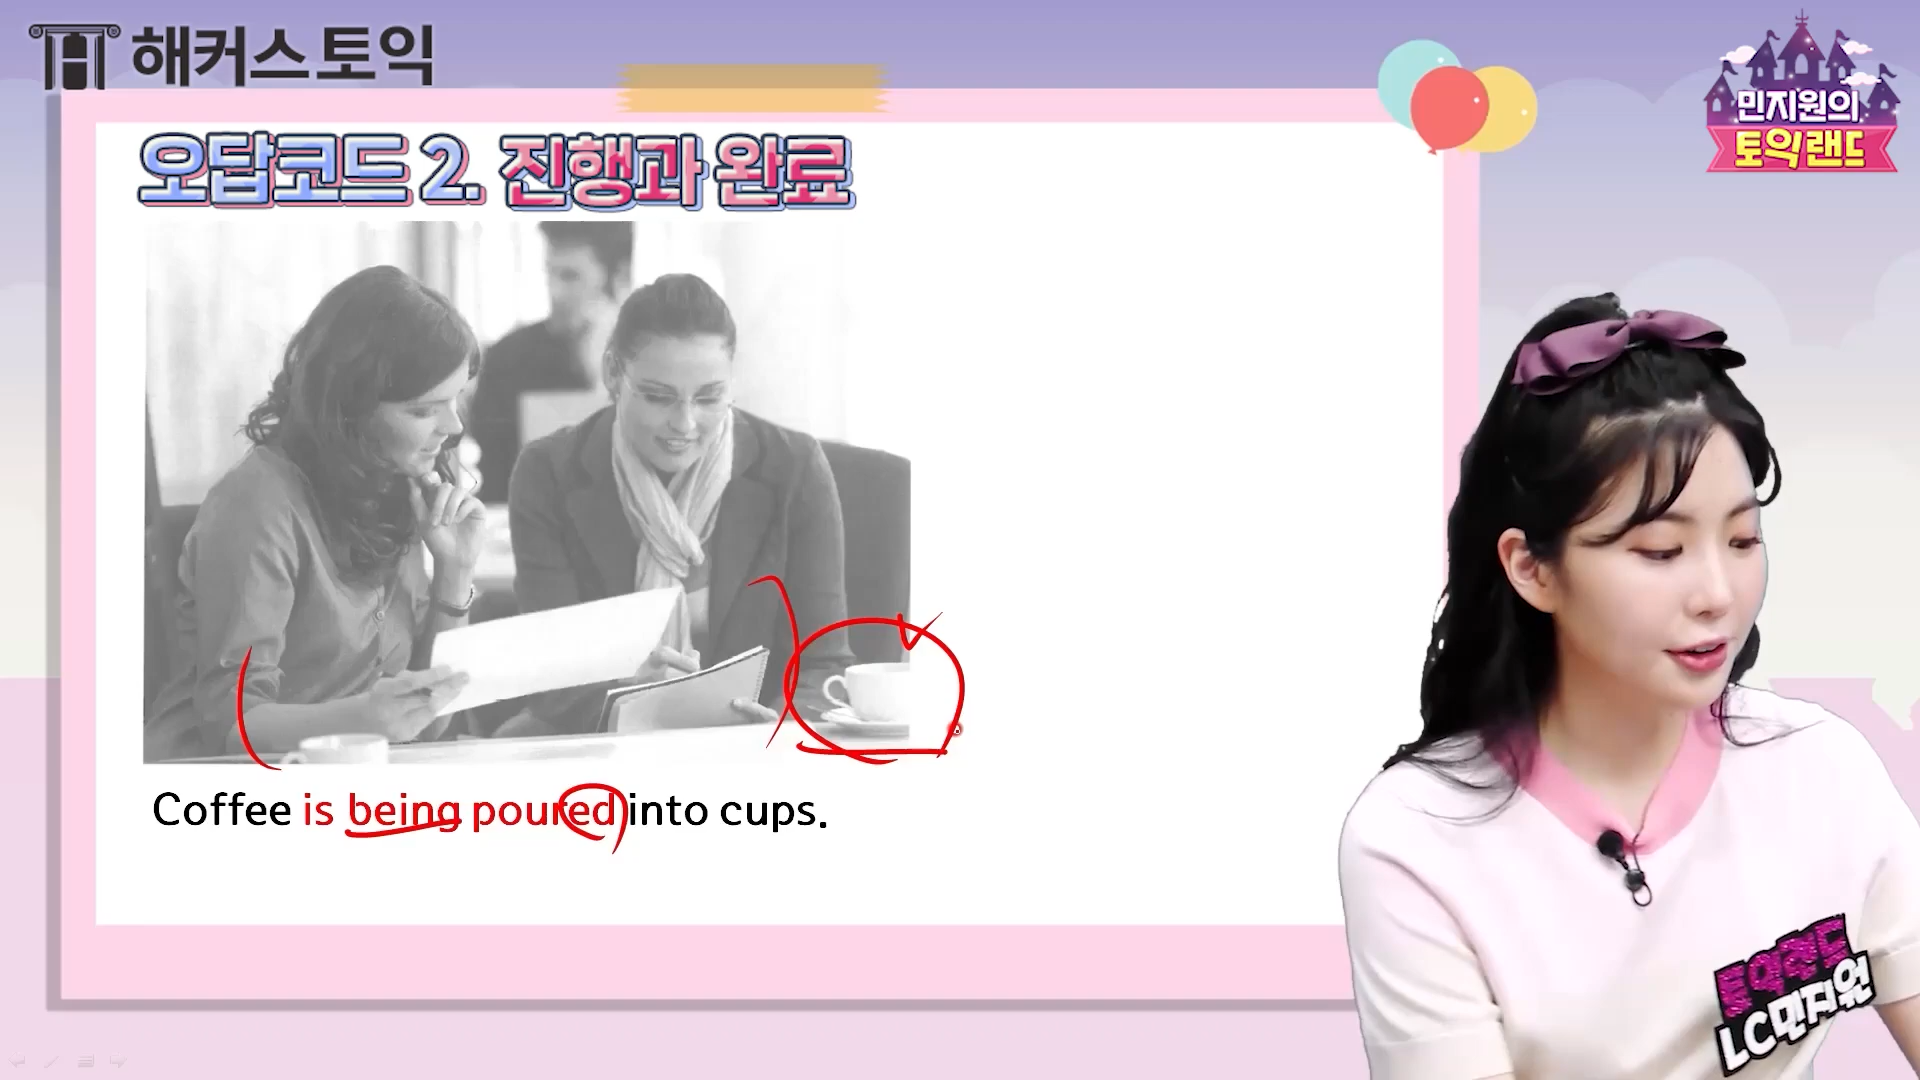 해커스토익
민지원의
토익랜드
오답코드 2. 진행과 완료
Coffee is being poured into cups.
토익랜드
LC민지원